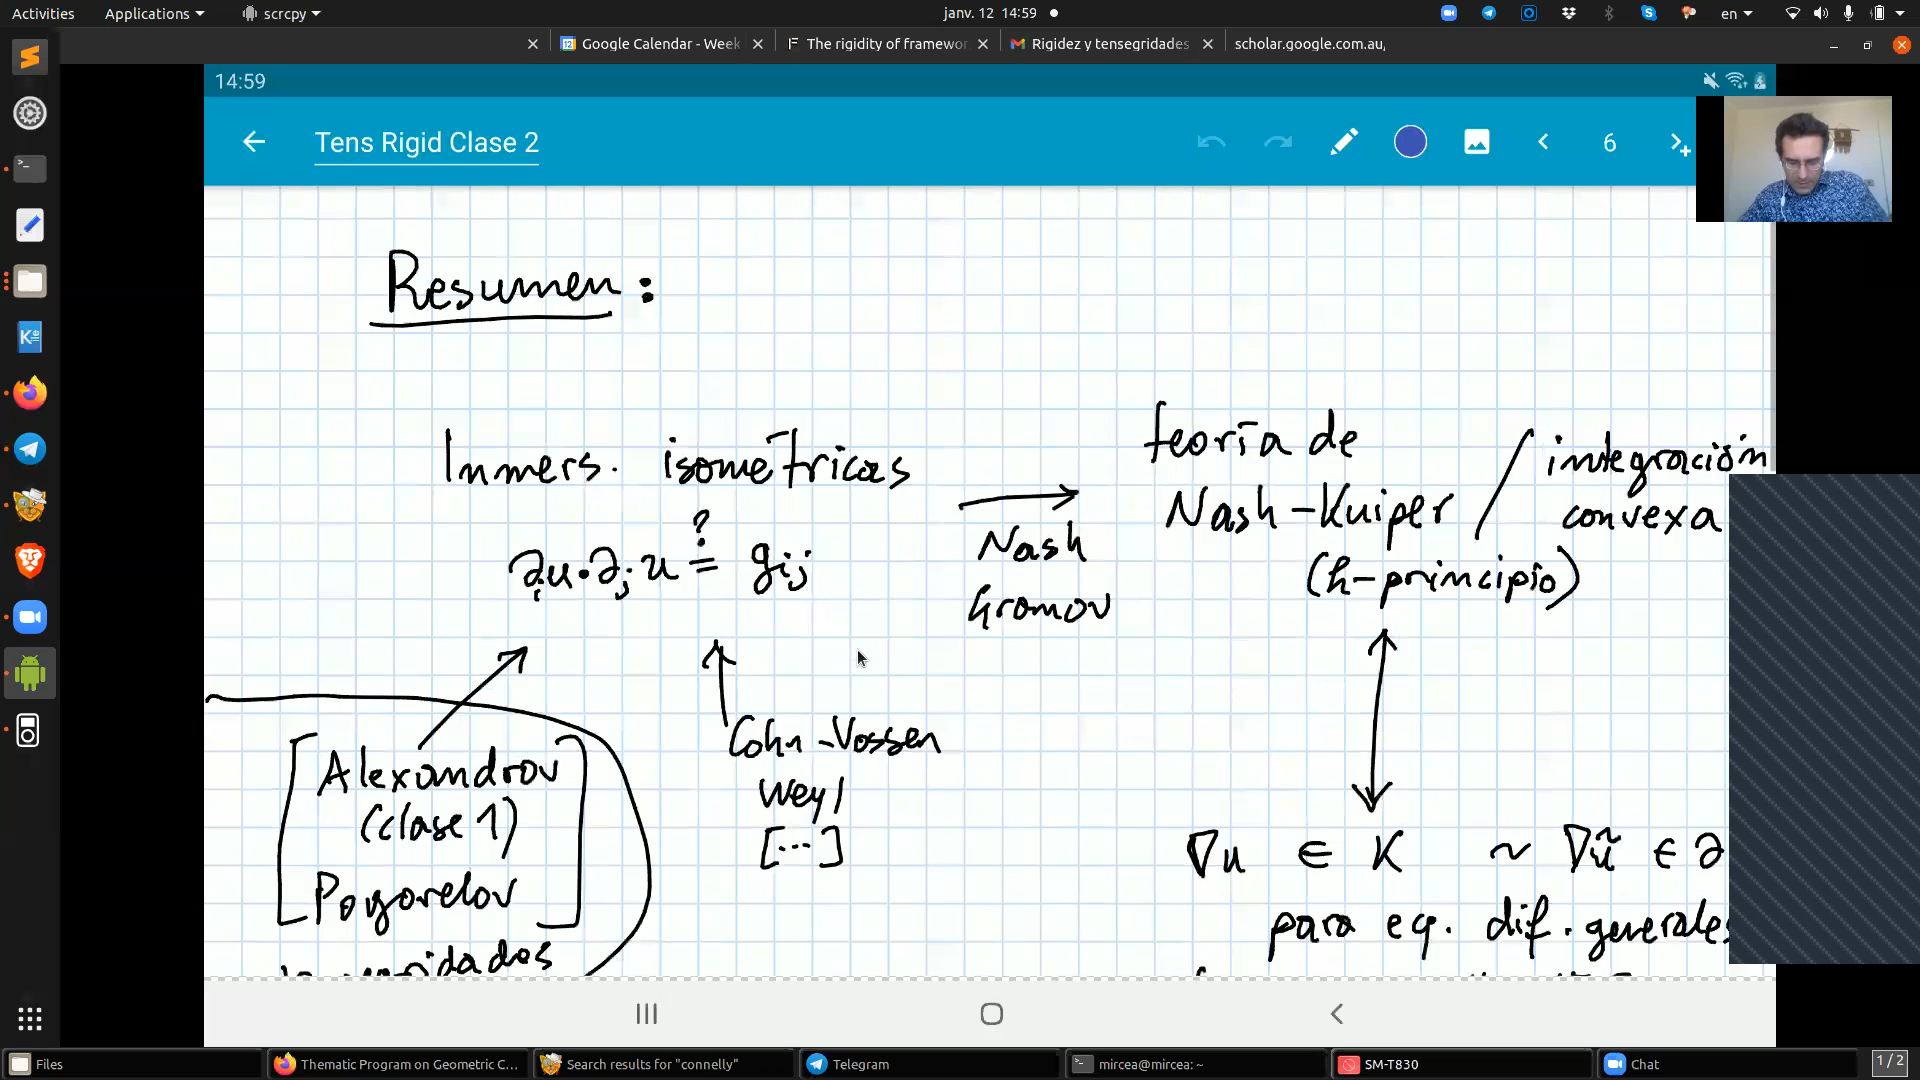 Activities Applications scrcpy janv. 12 14:59 en
Google Calendar - Week The rigidity of framewor Rigidez y tensegridades scholar.google.com.au,
14:59
Tens Rigid Clase 2 6
Resumen:
Inmers. isométricas
∂iu·∂ju =? gij
Nash
Gromov
teoría de
Nash-Kuiper / integración convexa
(h-principio)
[Alexandrov
(clase 1)
Pogorelov]
Cohn-Vossen
Weyl
[...]
∇u ∈ K ~ ∇ũ ∈ ∂
para eq. dif. generales
Files Thematic Program on Geometric C... Search results for "connelly" Telegram mircea@mircea: ~ SM-T830 Chat 1 / 2